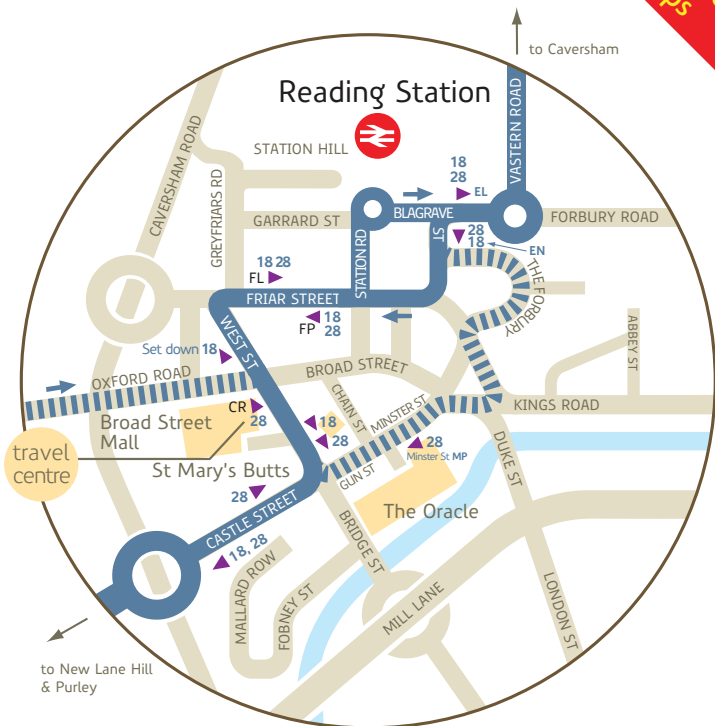 ps
to Caversham
Reading Station
STATION HILL
CAVERSHAM ROAD
GREYFRIARS RD
VASTERN ROAD
18
28
EL
BLAGRAVE
ST
GARRARD ST
FORBURY ROAD
STATION RD
28
18
EN
THE FORBURY
18 28
FL
FRIAR STREET
18
FP
28
ABBEY ST
Set down 18
WEST ST
OXFORD ROAD
BROAD STREET
CHAIN ST
CR
28
Broad Street
Mall
MINSTER ST
KINGS ROAD
18
28
28
Minster St MP
travel
centre
St Mary's Butts
GUN ST
DUKE ST
28
CASTLE STREET
The Oracle
BRIDGE ST
18, 28
MALLARD ROW
FOBNEY ST
MILL LANE
LONDON ST
to New Lane Hill
& Purley